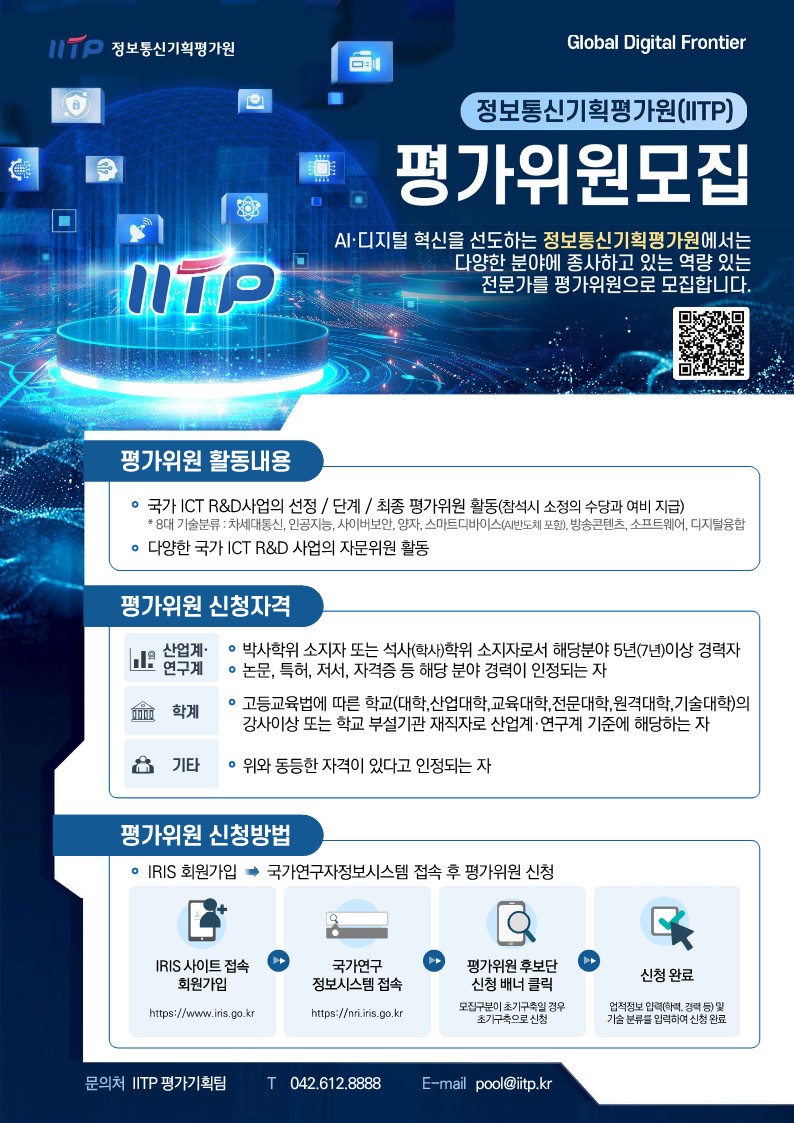 IITP 정보통신기획평가원
Global Digital Frontier
정보통신기획평가원(IITP)
평가위원모집
AI·디지털 혁신을 선도하는 정보통신기획평가원에서는
다양한 분야에 종사하고 있는 역량 있는
전문가를 평가위원으로 모집합니다.
IITP
평가위원 활동내용
국가 ICT R&D사업의 선정 / 단계 / 최종 평가위원 활동(참석시 소정의 수당과 여비 지급)
* 8대 기술분류 : 차세대통신, 인공지능, 사이버보안, 양자, 스마트디바이스(AI반도체 포함), 방송콘텐츠, 소프트웨어, 디지털융합
다양한 국가 ICT R&D 사업의 자문위원 활동
평가위원 신청자격
산업계·
연구계
박사학위 소지자 또는 석사(학사)학위 소지자로서 해당분야 5년(7년)이상 경력자
논문, 특허, 저서, 자격증 등 해당 분야 경력이 인정되는 자
학계
고등교육법에 따른 학교(대학,산업대학,교육대학,전문대학,원격대학,기술대학)의
강사이상 또는 학교 부설기관 재직자로 산업계·연구계 기준에 해당하는 자
기타
위와 동등한 자격이 있다고 인정되는 자
평가위원 신청방법
IRIS 회원가입 ➡ 국가연구자정보시스템 접속 후 평가위원 신청
IRIS 사이트 접속
회원가입
https://www.iris.go.kr
국가연구
정보시스템 접속
https://nri.iris.go.kr
평가위원 후보단
신청 배너 클릭
모집구분이 초기구축일 경우
초기구축으로 신청
신청 완료
업적정보 입력(학력, 경력 등) 및
기술 분류를 입력하여 신청 완료
문의처 IITP 평가기획팀 T 042.612.8888 E-mail pool@iitp.kr